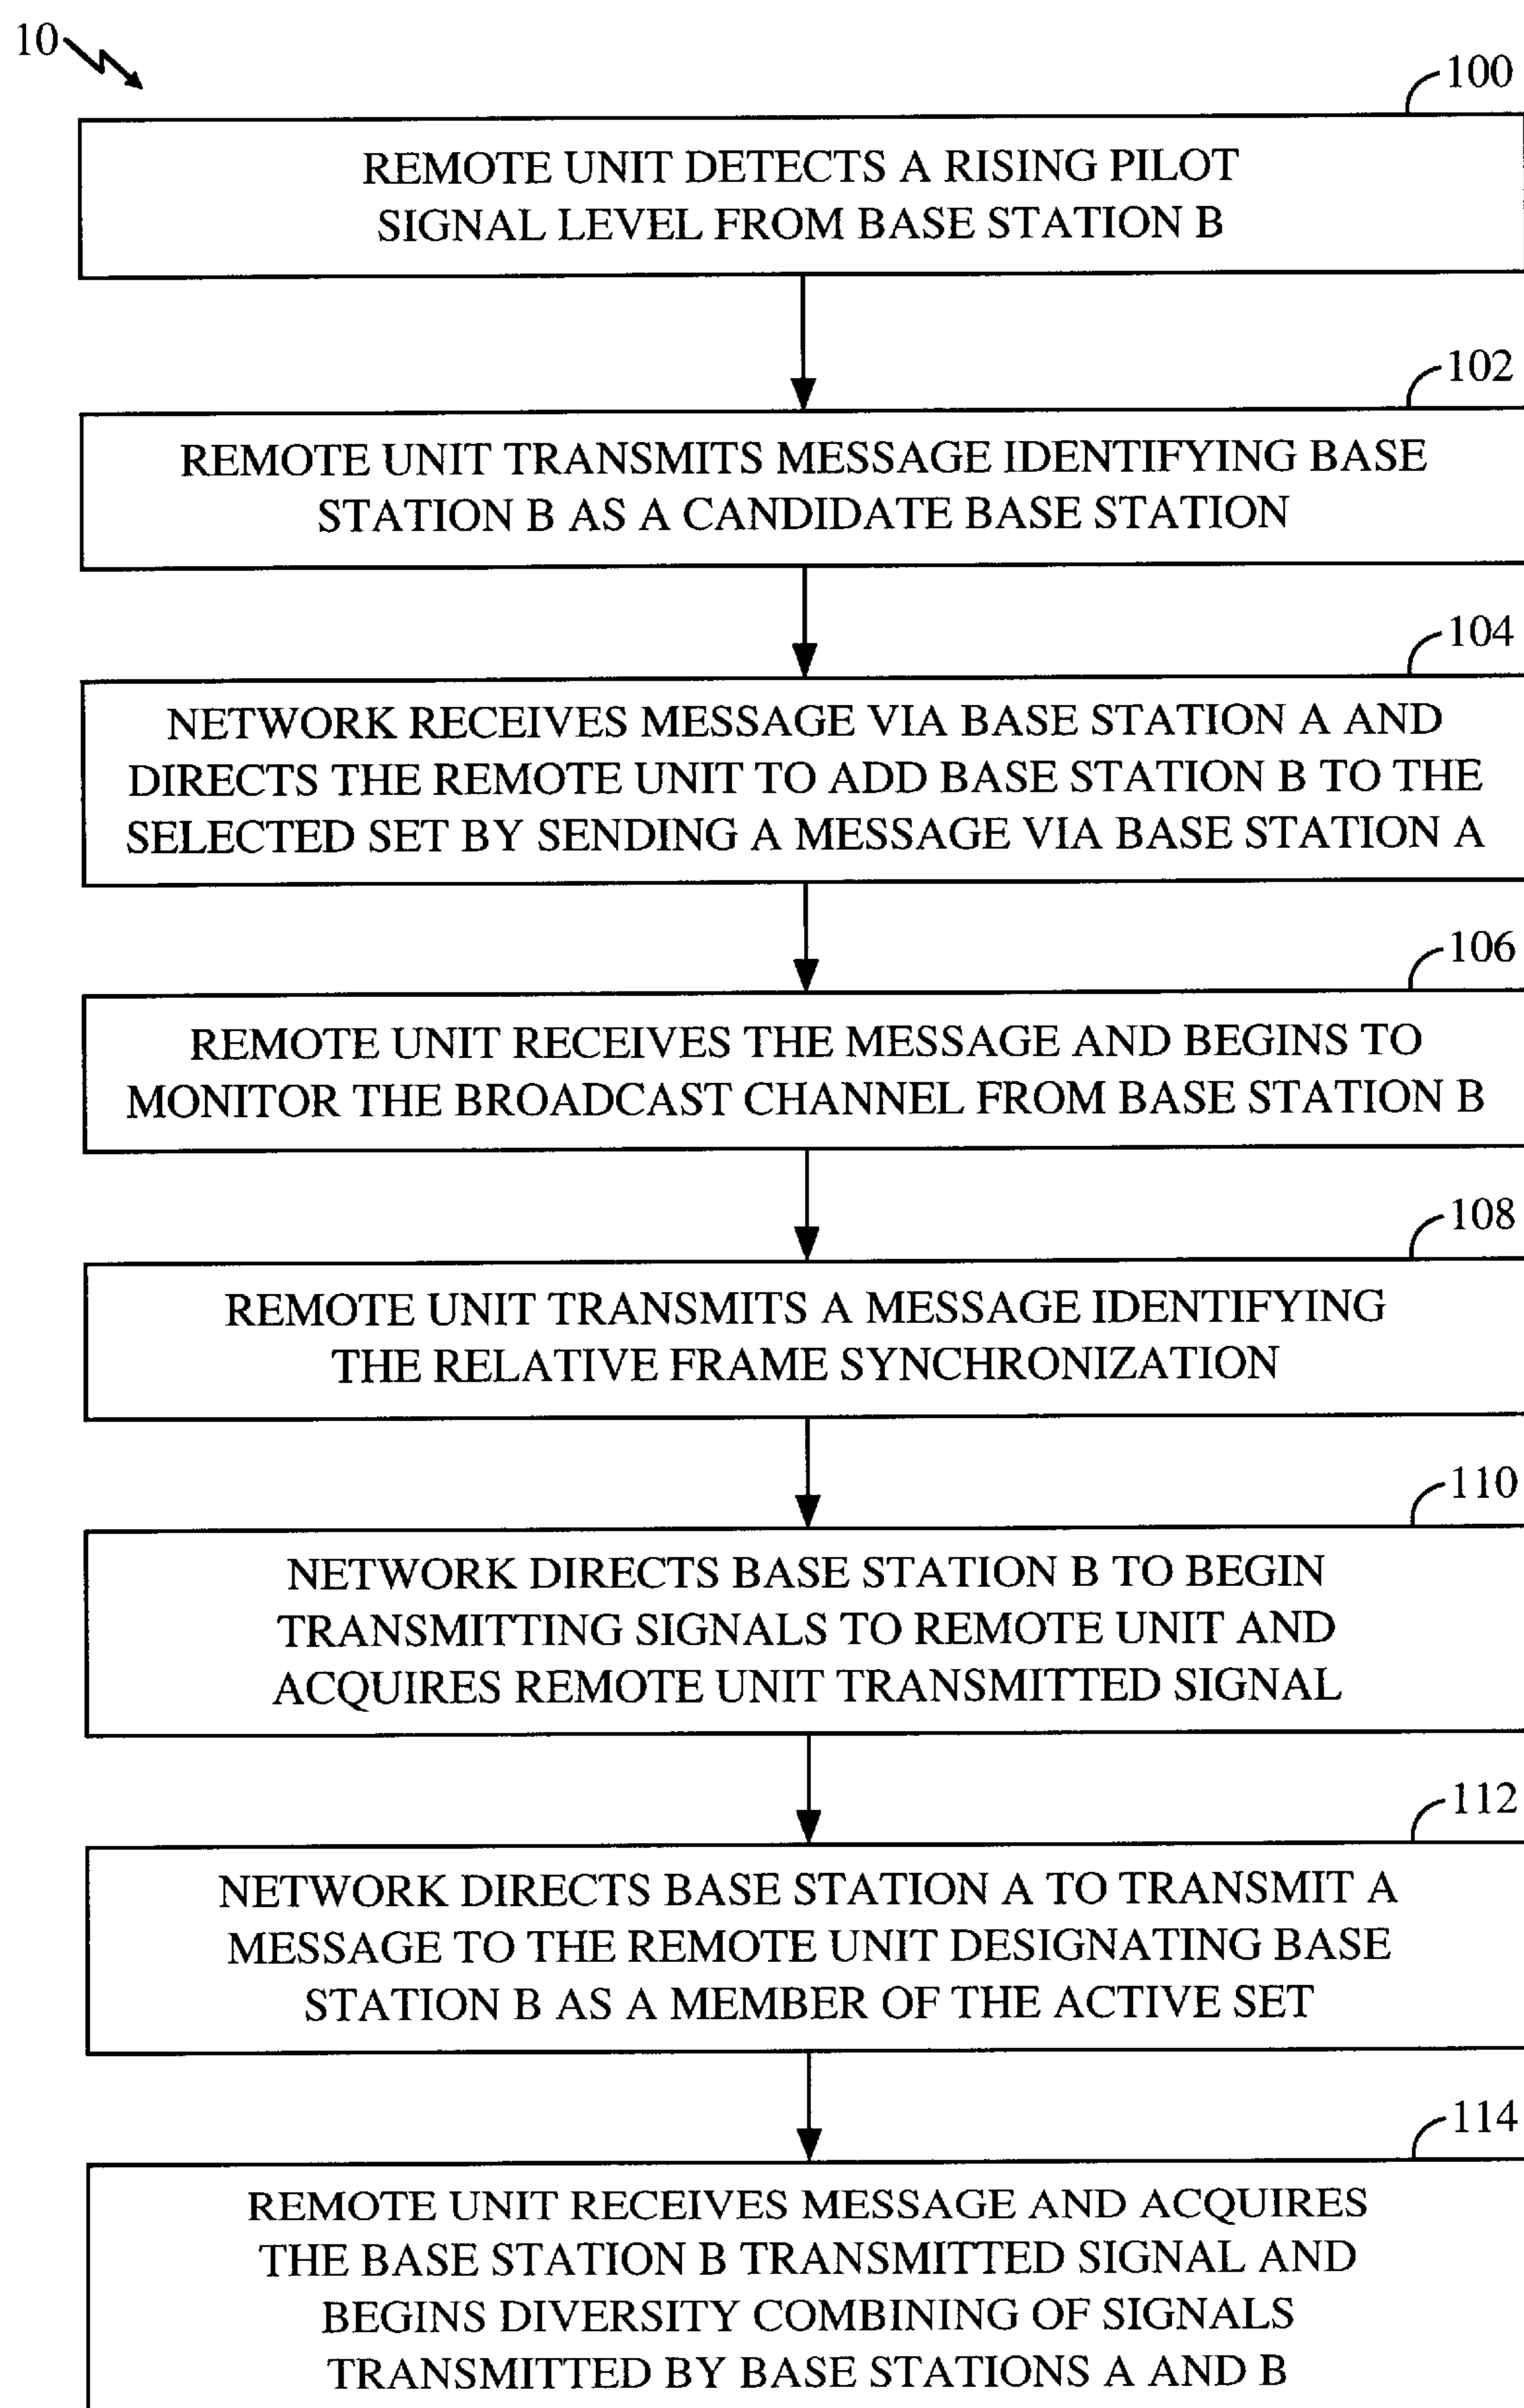 10
100
REMOTE UNIT DETECTS A RISING PILOT
SIGNAL LEVEL FROM BASE STATION B
102
REMOTE UNIT TRANSMITS MESSAGE IDENTIFYING BASE
STATION B AS A CANDIDATE BASE STATION
104
NETWORK RECEIVES MESSAGE VIA BASE STATION A AND
DIRECTS THE REMOTE UNIT TO ADD BASE STATION B TO THE
SELECTED SET BY SENDING A MESSAGE VIA BASE STATION A
106
REMOTE UNIT RECEIVES THE MESSAGE AND BEGINS TO
MONITOR THE BROADCAST CHANNEL FROM BASE STATION B
108
REMOTE UNIT TRANSMITS A MESSAGE IDENTIFYING
THE RELATIVE FRAME SYNCHRONIZATION
110
NETWORK DIRECTS BASE STATION B TO BEGIN
TRANSMITTING SIGNALS TO REMOTE UNIT AND
ACQUIRES REMOTE UNIT TRANSMITTED SIGNAL
112
NETWORK DIRECTS BASE STATION A TO TRANSMIT A
MESSAGE TO THE REMOTE UNIT DESIGNATING BASE
STATION B AS A MEMBER OF THE ACTIVE SET
114
REMOTE UNIT RECEIVES MESSAGE AND ACQUIRES
THE BASE STATION B TRANSMITTED SIGNAL AND
BEGINS DIVERSITY COMBINING OF SIGNALS
TRANSMITTED BY BASE STATIONS A AND B